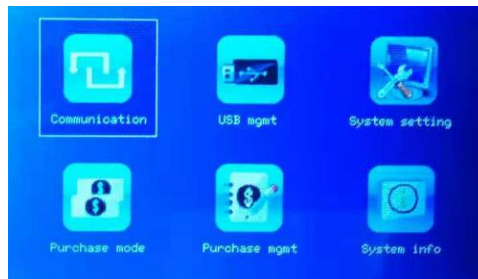 Communication
USB mgmt
System setting
Purchase mode
Purchase mgmt
System info